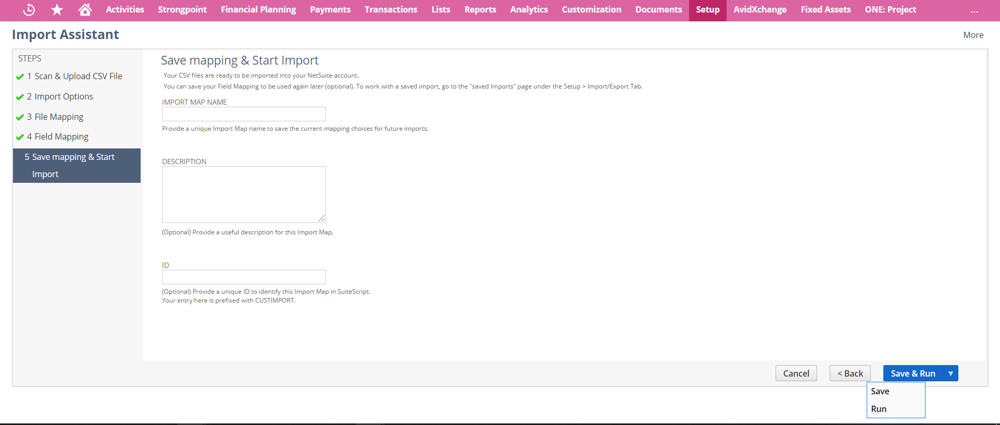 Activities Strongpoint Financial Planning Payments Transactions Lists Reports Analytics Customization Documents Setup AvidXchange Fixed Assets ONE: Project ...
Import Assistant
More
STEPS
1 Scan & Upload CSV File
2 Import Options
3 File Mapping
4 Field Mapping
5 Save mapping & Start
Import
Save mapping & Start Import
Your CSV files are ready to be imported into your NetSuite account.
You can save your Field Mapping to be used again later (optional). To work with a saved import, go to the "saved Imports" page under the Setup > Import/Export Tab.
IMPORT MAP NAME
Provide a unique Import Map name to save the current mapping choices for future imports.
DESCRIPTION
(Optional) Provide a useful description for this Import Map.
ID
(Optional) Provide a unique ID to identify this Import Map in SuiteScript.
Your entry here is prefixed with CUSTIMPORT.
Cancel < Back Save & Run
Save
Run